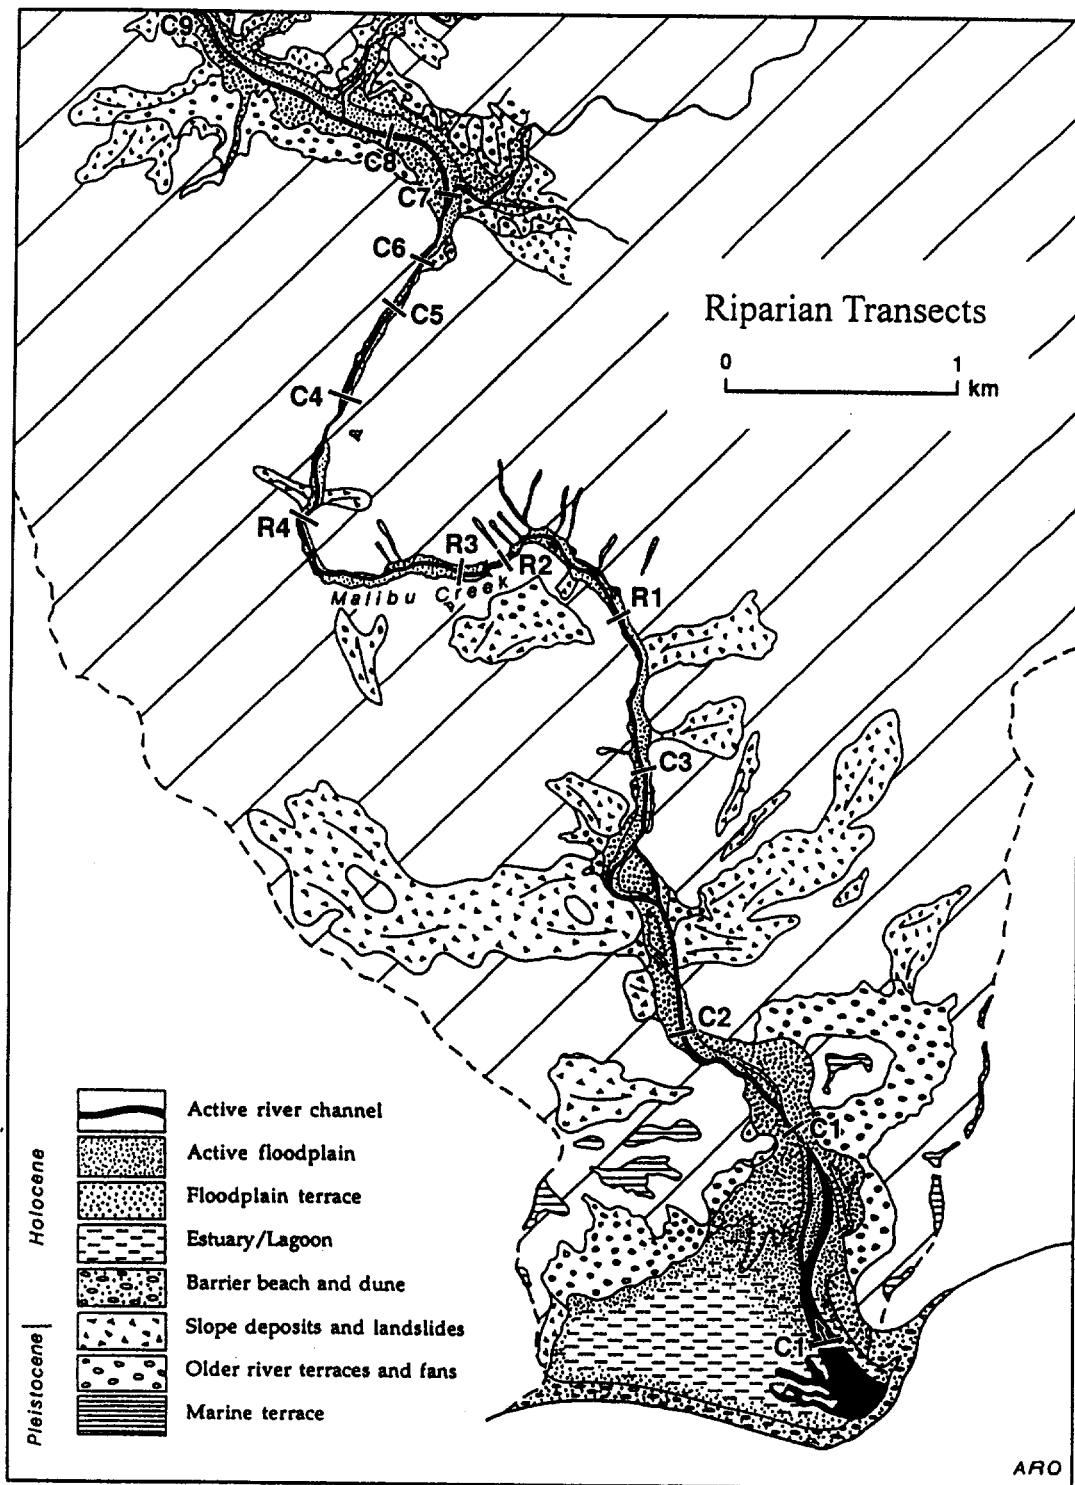 C9
C8
C7
C6
C5
Riparian Transects
0 1
km
C4
R4
R3
R2
R1
Malibu Creek
C3
C2
C1
C1
Holocene
Pleistocene
Active river channel
Active floodplain
Floodplain terrace
Estuary/Lagoon
Barrier beach and dune
Slope deposits and landslides
Older river terraces and fans
Marine terrace
ARO